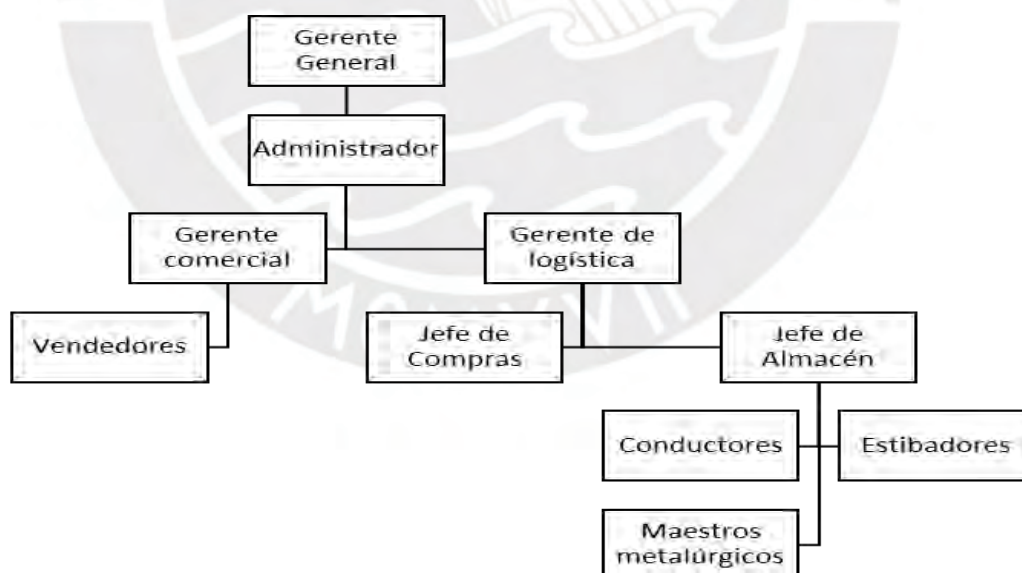 Gerente
General
Administrador
Gerente
comercial
Gerente de
logística
Vendedores
Jefe de
Compras
Jefe de
Almacén
Conductores
Estibadores
Maestros
metalúrgicos